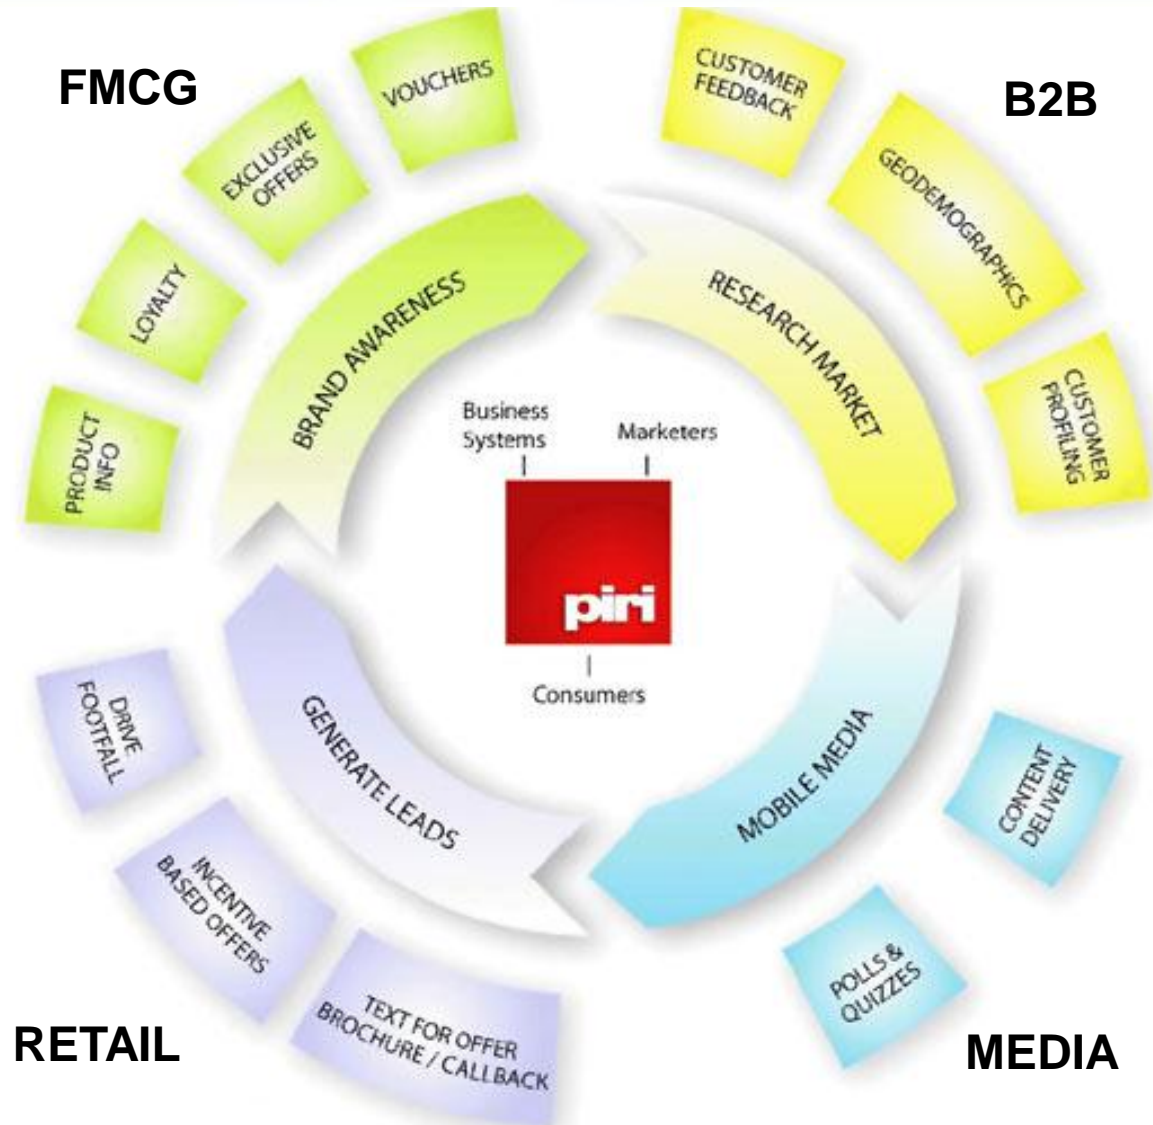 FMCG
B2B
VOUCHERS
EXCLUSIVE
OFFERS
LOYALTY
PRODUCT
INFO
BRAND AWARENESS
CUSTOMER
FEEDBACK
GEODEMOGRAPHICS
CUSTOMER
PROFILING
RESEARCH MARKET
Business
Systems
Marketers
piri
Consumers
DRIVE
FOOTFALL
INCENTIVE
BASED OFFERS
TEXT FOR OFFER
BROCHURE / CALLBACK
GENERATE LEADS
MOBILE MEDIA
CONTENT
DELIVERY
POLLS &
QUIZZES
RETAIL
MEDIA